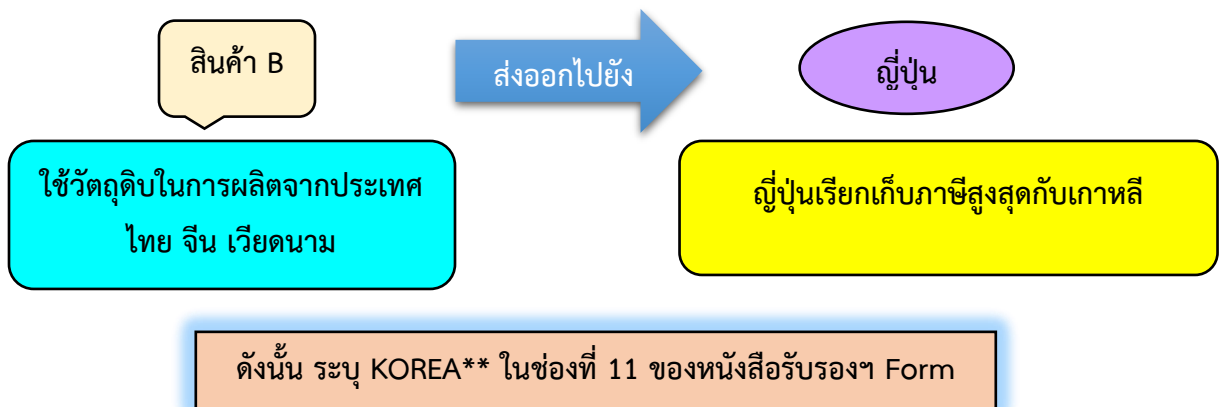 สินค้า B
ส่งออกไปยัง
ญี่ปุ่น
ใช้วัตถุดิบในการผลิตจากประเทศ
ไทย จีน เวียดนาม
ญี่ปุ่นเรียกเก็บภาษีสูงสุดกับเกาหลี
ดังนั้น ระบุ KOREA** ในช่องที่ 11 ของหนังสือรับรองฯ Form